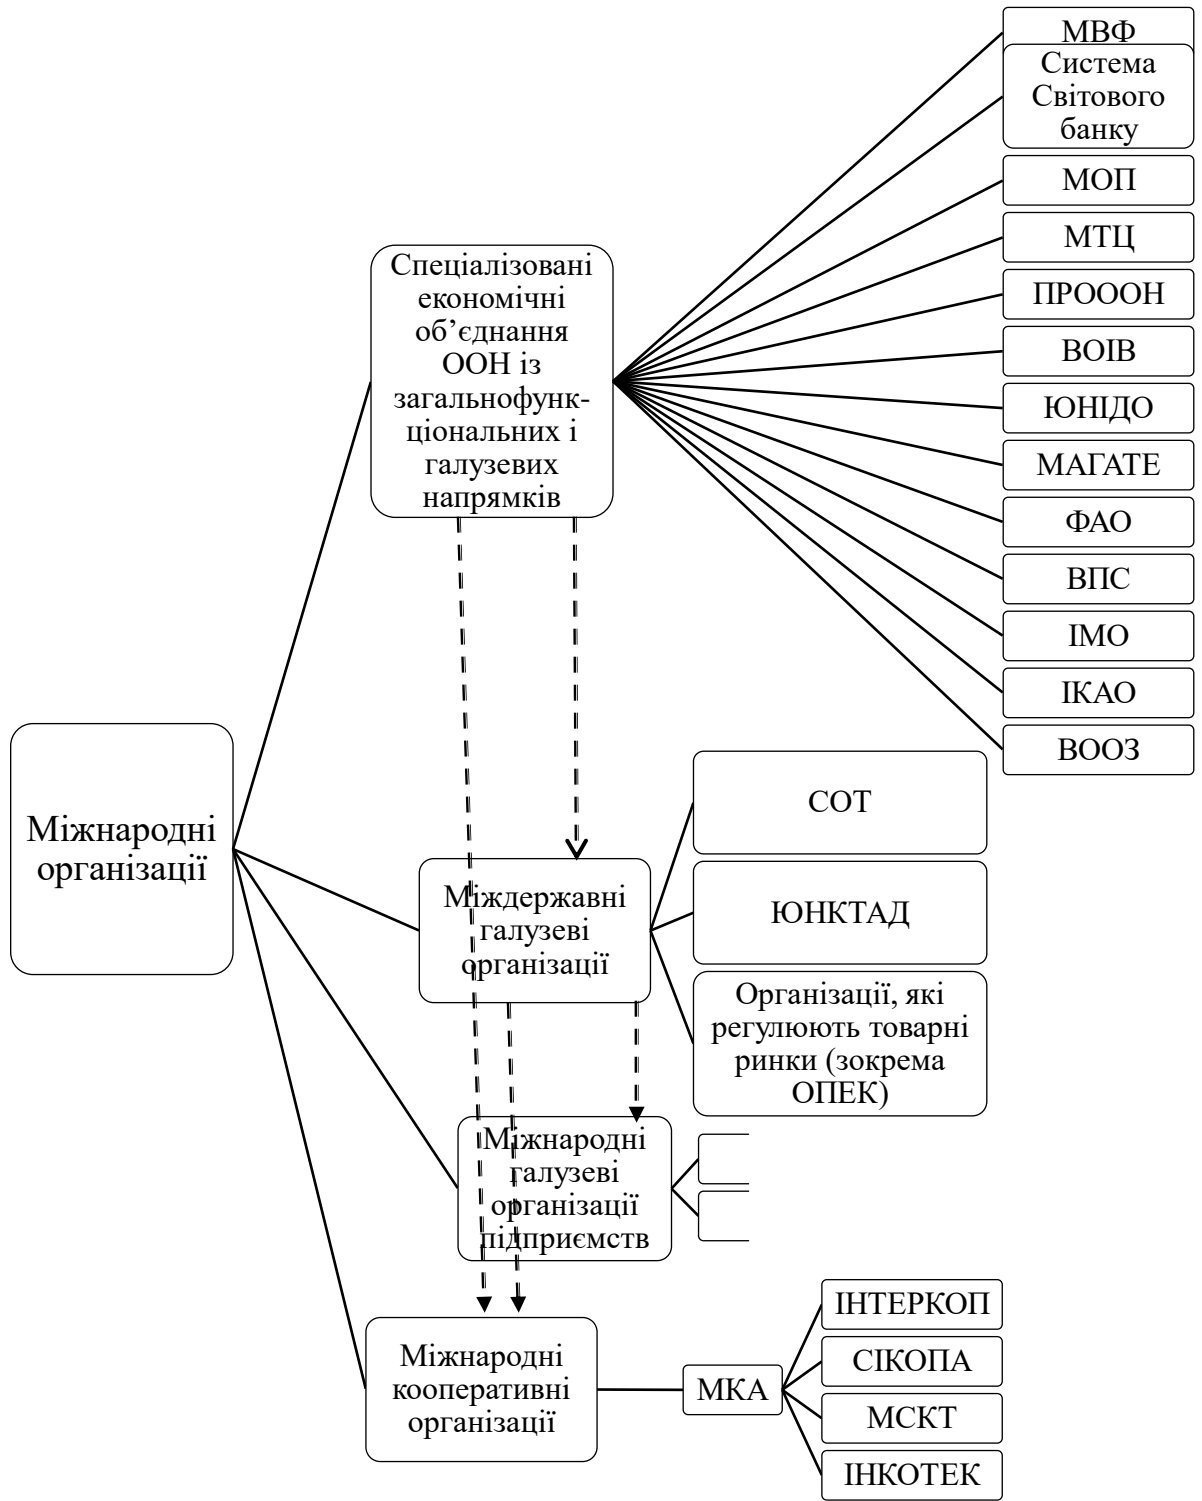 МВФ
Система
Світового
банку
МОП
МТЦ
ПРОООН
ВОІВ
ЮНІДО
МАГАТЕ
ФАО
ВПС
ІМО
ІКАО
ВООЗ
Спеціалізовані
економічні
об’єднання
ООН із
загальнофунк-
ціональних і
галузевих
напрямків
Міжнародні
організації
СОТ
ЮНКТАД
Організації, які
регулюють товарні
ринки (зокрема
ОПЕК)
Міждержавні
галузеві
організації
Міжнародні
галузеві
організації
підприємств
Міжнародні
кооперативні
організації
МКА
ІНТЕРКОП
СІКОПА
МСКТ
ІНКОТЕК